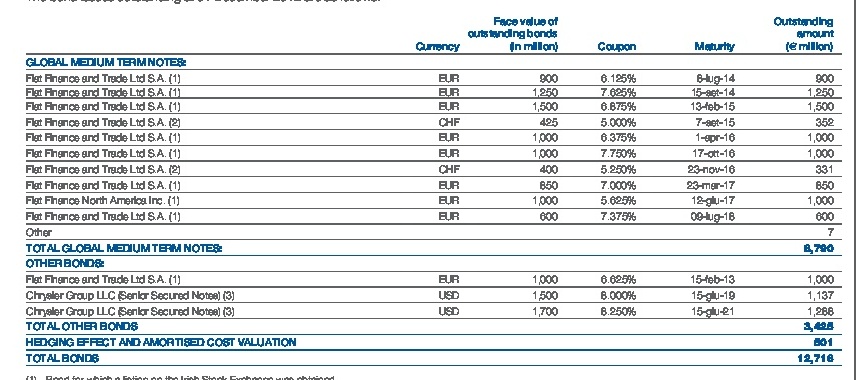 Face value of
outstanding bonds
(in million)
Outstanding
amount
(€ million)
Currency Coupon Maturity
GLOBAL MEDIUM TERM NOTES:
Fiat Finance and Trade Ltd S.A. (1) EUR 900 6.125% 8-lug-14 900
Fiat Finance and Trade Ltd S.A. (1) EUR 1,250 7.625% 15-set-14 1,250
Fiat Finance and Trade Ltd S.A. (1) EUR 1,500 6.875% 13-feb-15 1,500
Fiat Finance and Trade Ltd S.A. (2) CHF 425 5.000% 7-set-15 352
Fiat Finance and Trade Ltd S.A. (1) EUR 1,000 6.375% 1-apr-16 1,000
Fiat Finance and Trade Ltd S.A. (1) EUR 1,000 7.750% 17-ott-16 1,000
Fiat Finance and Trade Ltd S.A. (2) CHF 400 5.250% 23-nov-16 331
Fiat Finance and Trade Ltd S.A. (1) EUR 850 7.000% 23-mar-17 850
Fiat Finance North America Inc. (1) EUR 1,000 5.625% 12-giu-17 1,000
Fiat Finance and Trade Ltd S.A. (1) EUR 600 7.375% 09-lug-18 600
Other 7
TOTAL GLOBAL MEDIUM TERM NOTES: 8,790
OTHER BONDS:
Fiat Finance and Trade Ltd S.A. (1) EUR 1,000 6.625% 15-feb-13 1,000
Chrysler Group LLC (Senior Secured Notes) (3) USD 1,500 8.000% 15-giu-19 1,137
Chrysler Group LLC (Senior Secured Notes) (3) USD 1,700 8.250% 15-giu-21 1,288
TOTAL OTHER BONDS 3,425
HEDGING EFFECT AND AMORTISED COST VALUATION 501
TOTAL BONDS 12,716
(1) Bond for which a listing on the Irish Stock Exchange was obtained